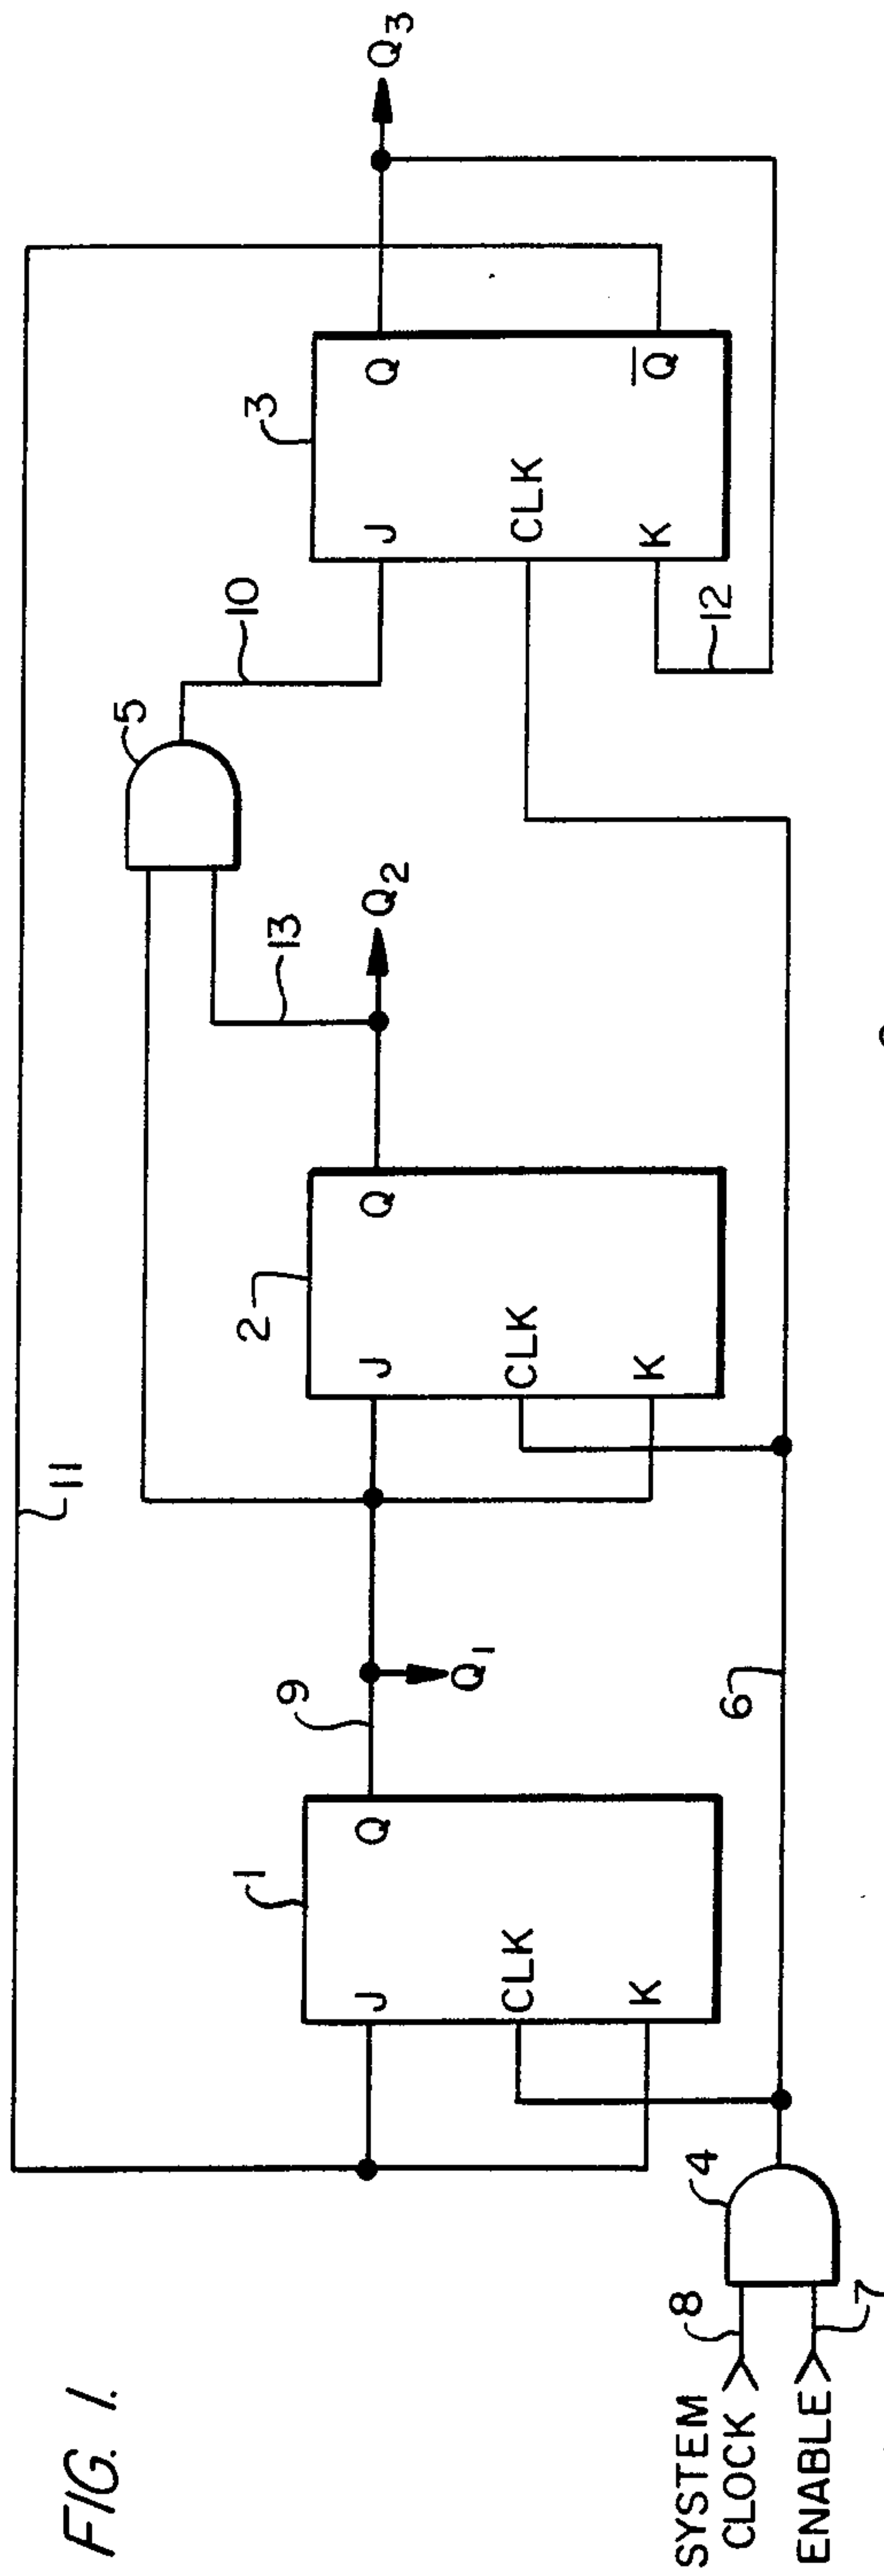 FIG. 1.
11
5
10
13
1
9
2
3
J
Q
J
Q
J
Q
Q1
Q2
Q3
CLK
CLK
CLK
K
K
K
Q̅
12
4
6
8
7
SYSTEM
CLOCK
ENABLE